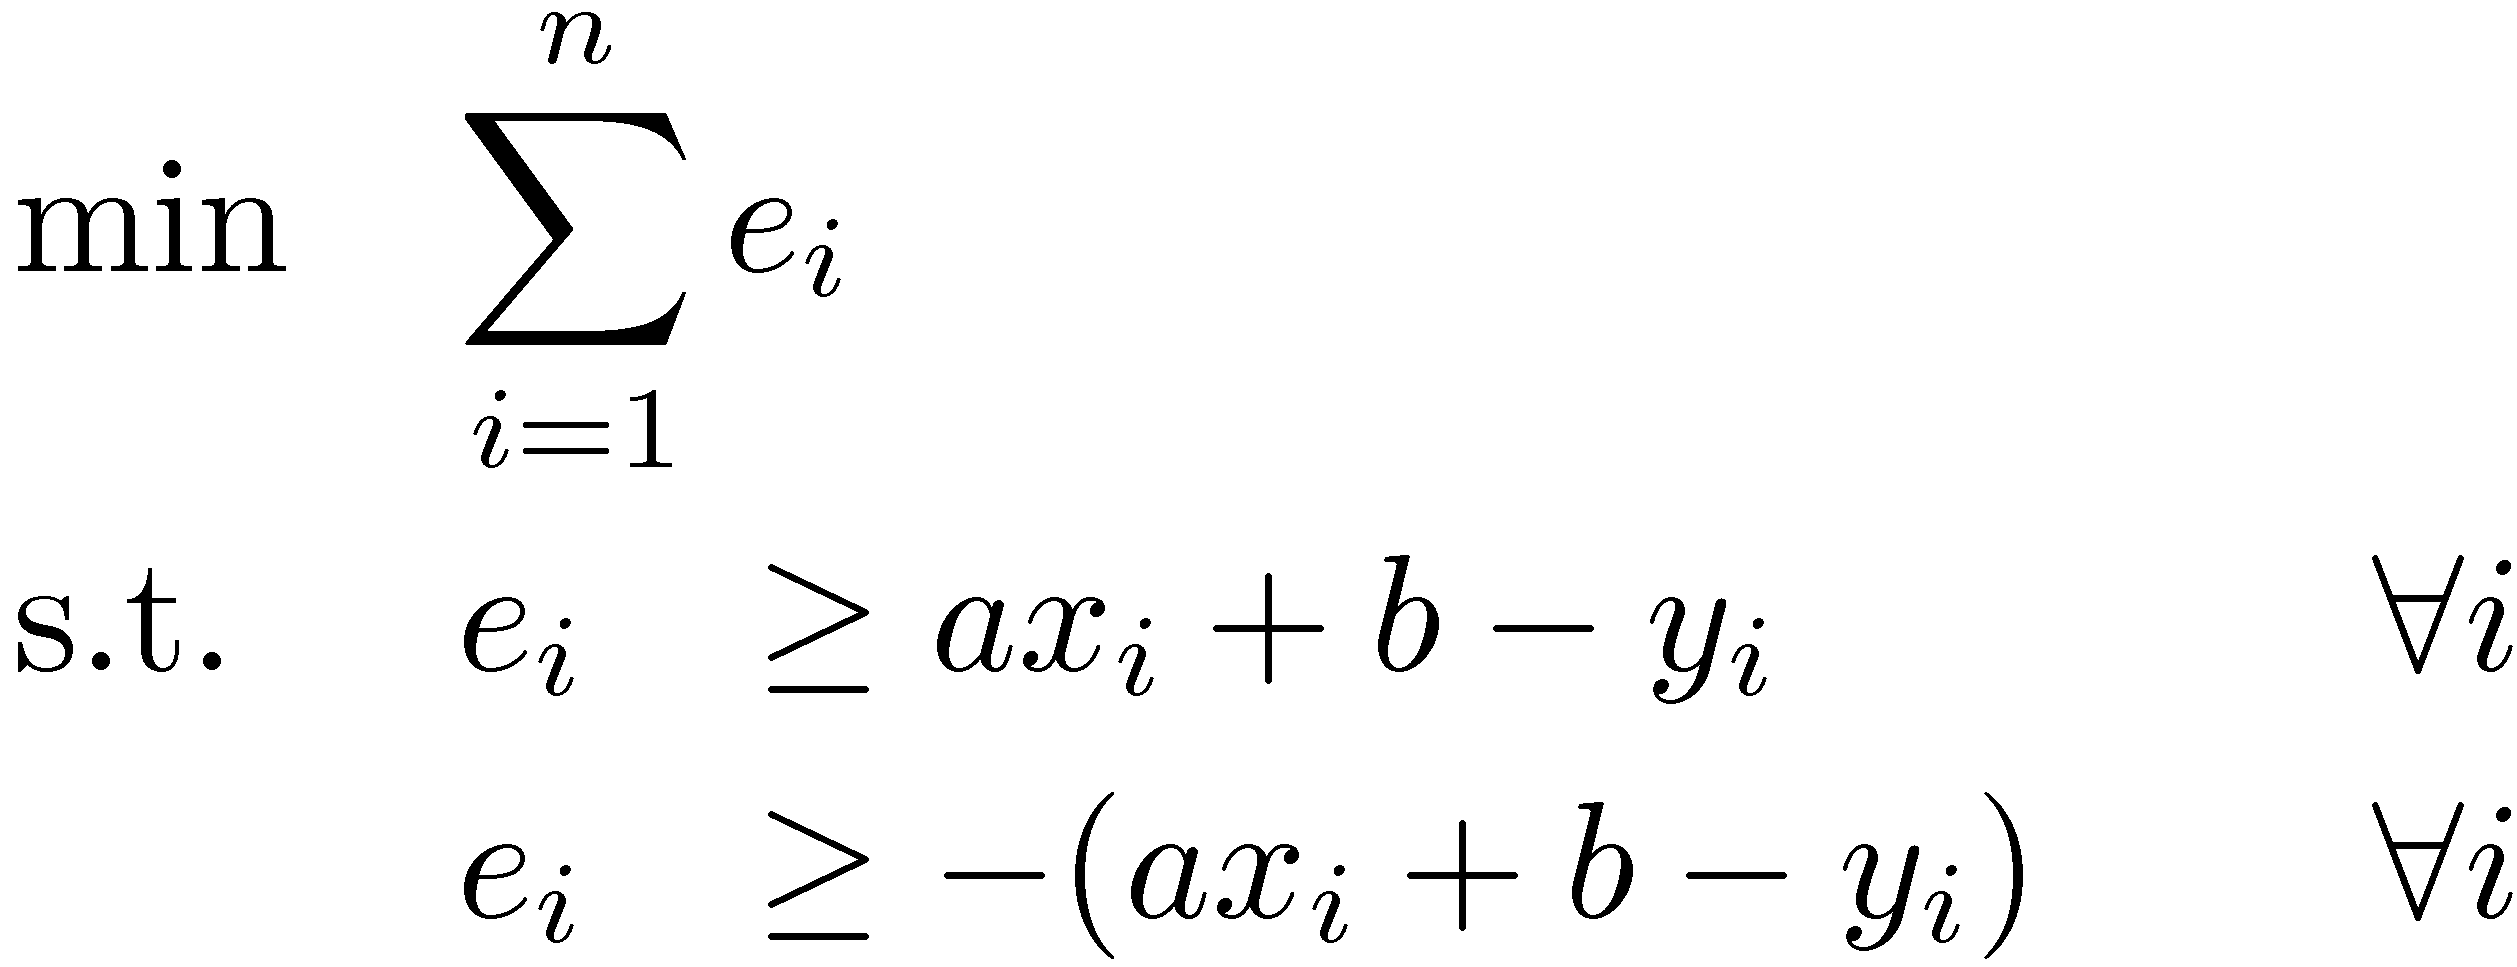 min ∑_{i=1}^{n} e_i
s.t. e_i ≥ ax_i + b − y_i ∀i
e_i ≥ −(ax_i + b − y_i) ∀i